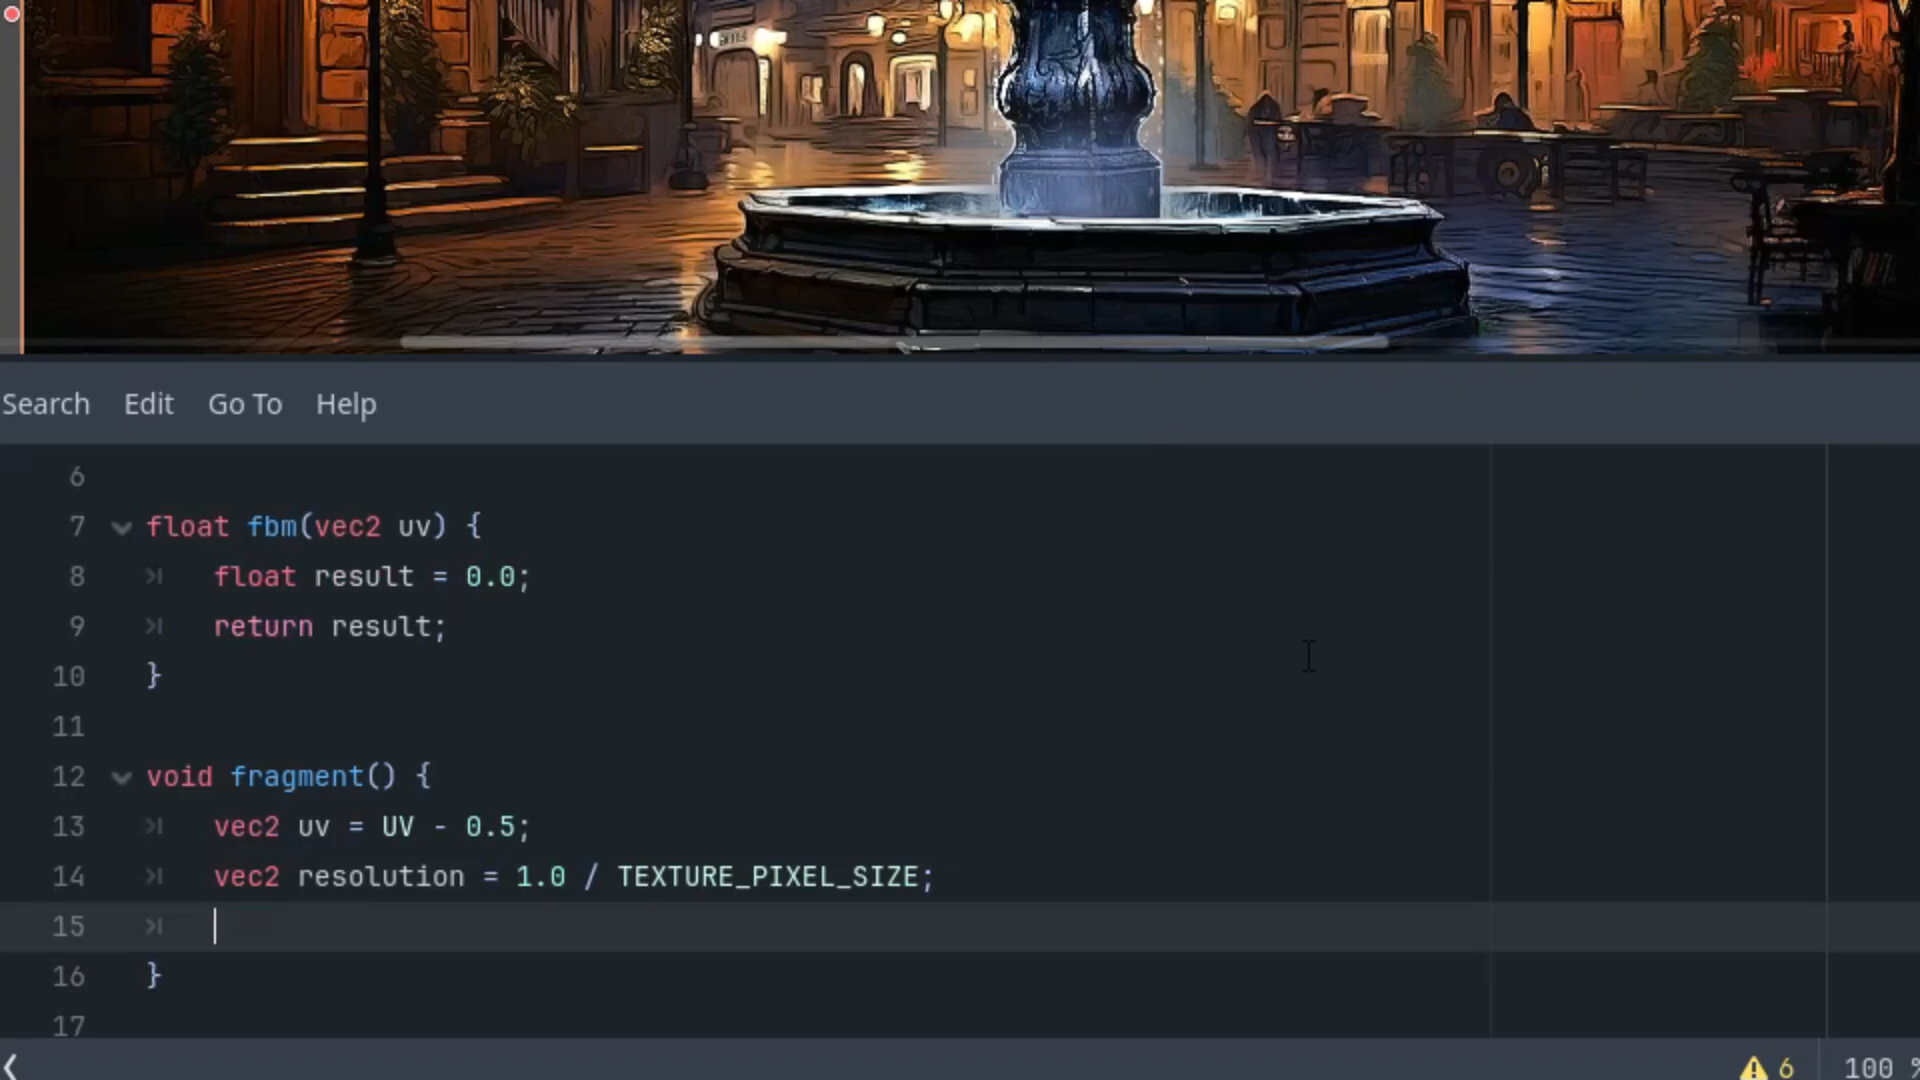 Search Edit Go To Help
6
7 float fbm(vec2 uv) {
8 float result = 0.0;
9 return result;
10 }
11
12 void fragment() {
13 vec2 uv = UV - 0.5;
14 vec2 resolution = 1.0 / TEXTURE_PIXEL_SIZE;
15
16 }
17
6 100 %